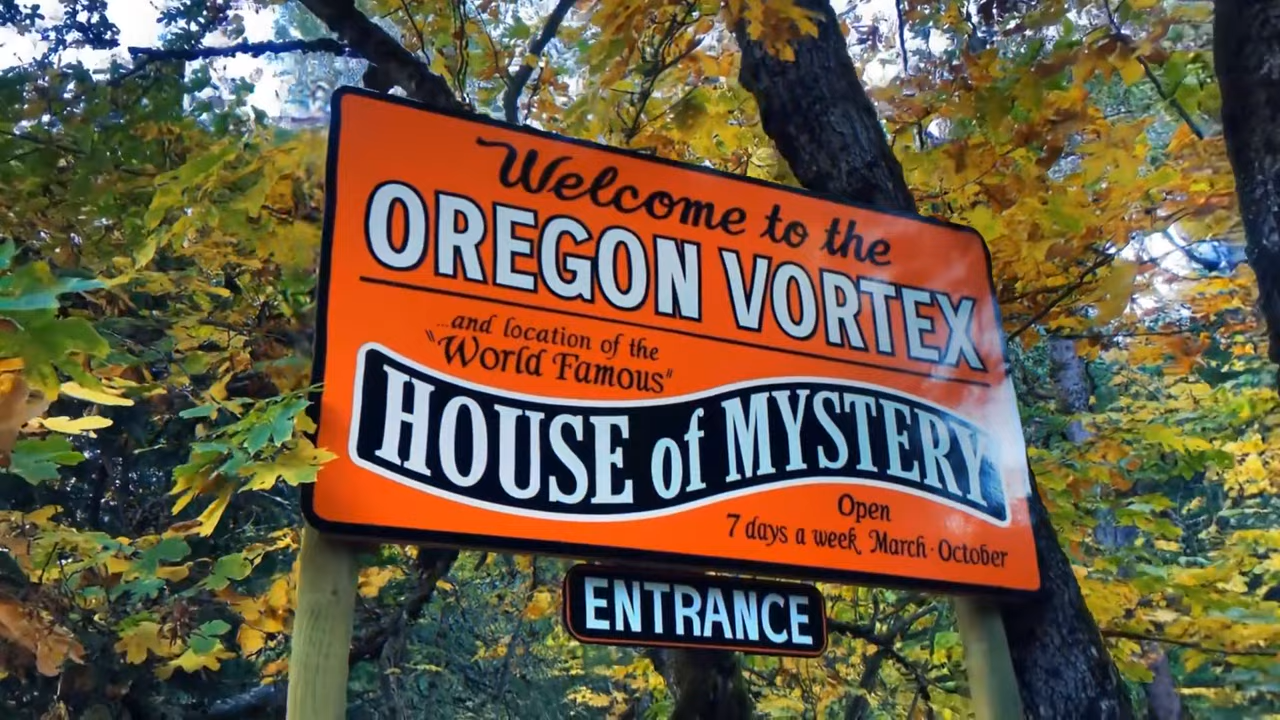 Welcome to the
OREGON VORTEX
...and location of the
"World Famous"
HOUSE of MYSTERY
Open
7 days a week, March · October
ENTRANCE